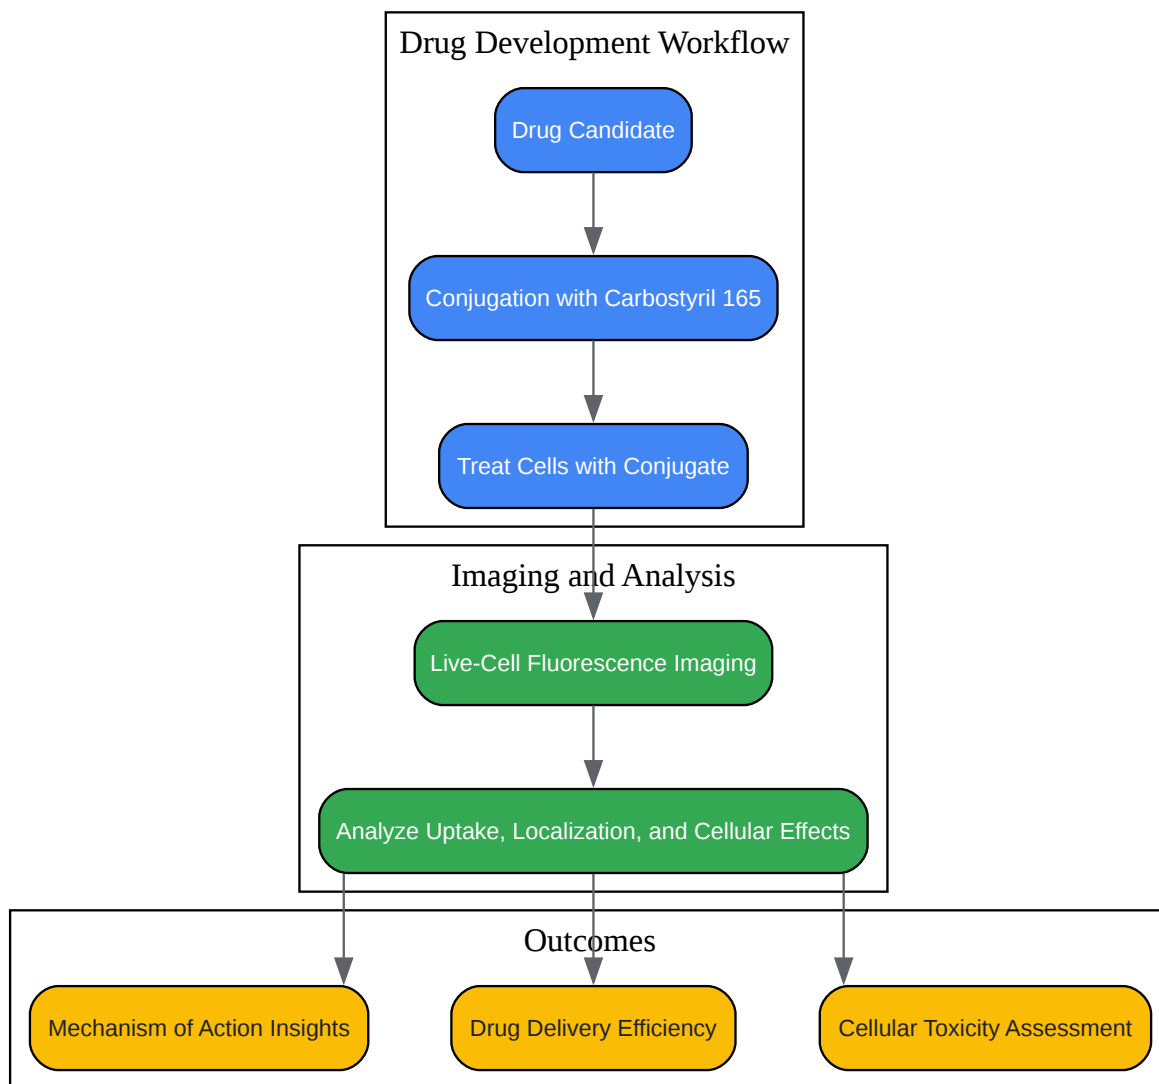 Drug Development Workflow
Drug Candidate
Conjugation with Carbostyril 165
Treat Cells with Conjugate
Imaging and Analysis
Live-Cell Fluorescence Imaging
Analyze Uptake, Localization, and Cellular Effects
Outcomes
Mechanism of Action Insights
Drug Delivery Efficiency
Cellular Toxicity Assessment